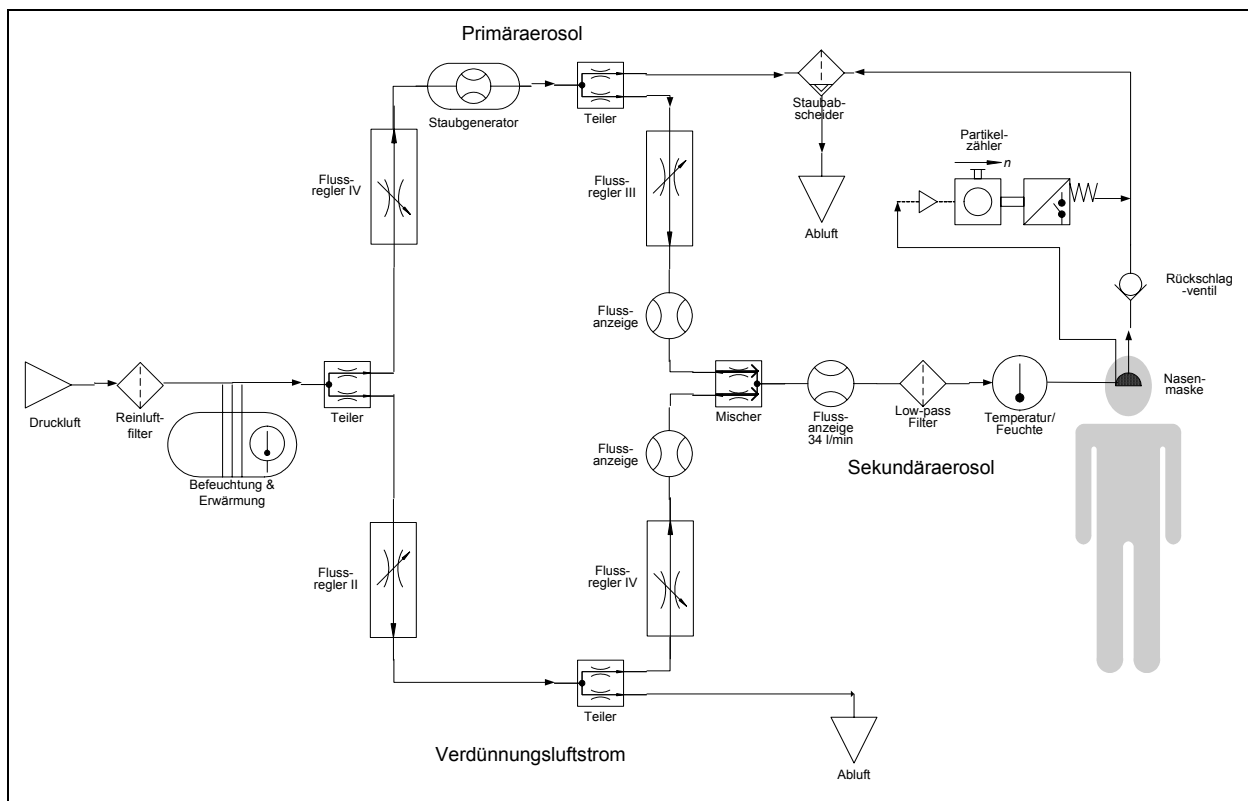 Primäraerosol
Staubgenerator
Teiler
Staubab-
scheider
Partikel-
zähler
n
Fluss-
regler IV
Fluss-
regler III
Abluft
Rückschlag
-ventil
Fluss-
anzeige
Druckluft
Reinluft-
filter
Teiler
Mischer
Fluss-
anzeige
34 l/min
Low-pass
Filter
Temperatur/
Feuchte
Nasen-
maske
Fluss-
anzeige
Befeuchtung &
Erwärmung
Sekundäraerosol
Fluss-
regler II
Fluss-
regler IV
Teiler
Verdünnungsluftstrom
Abluft